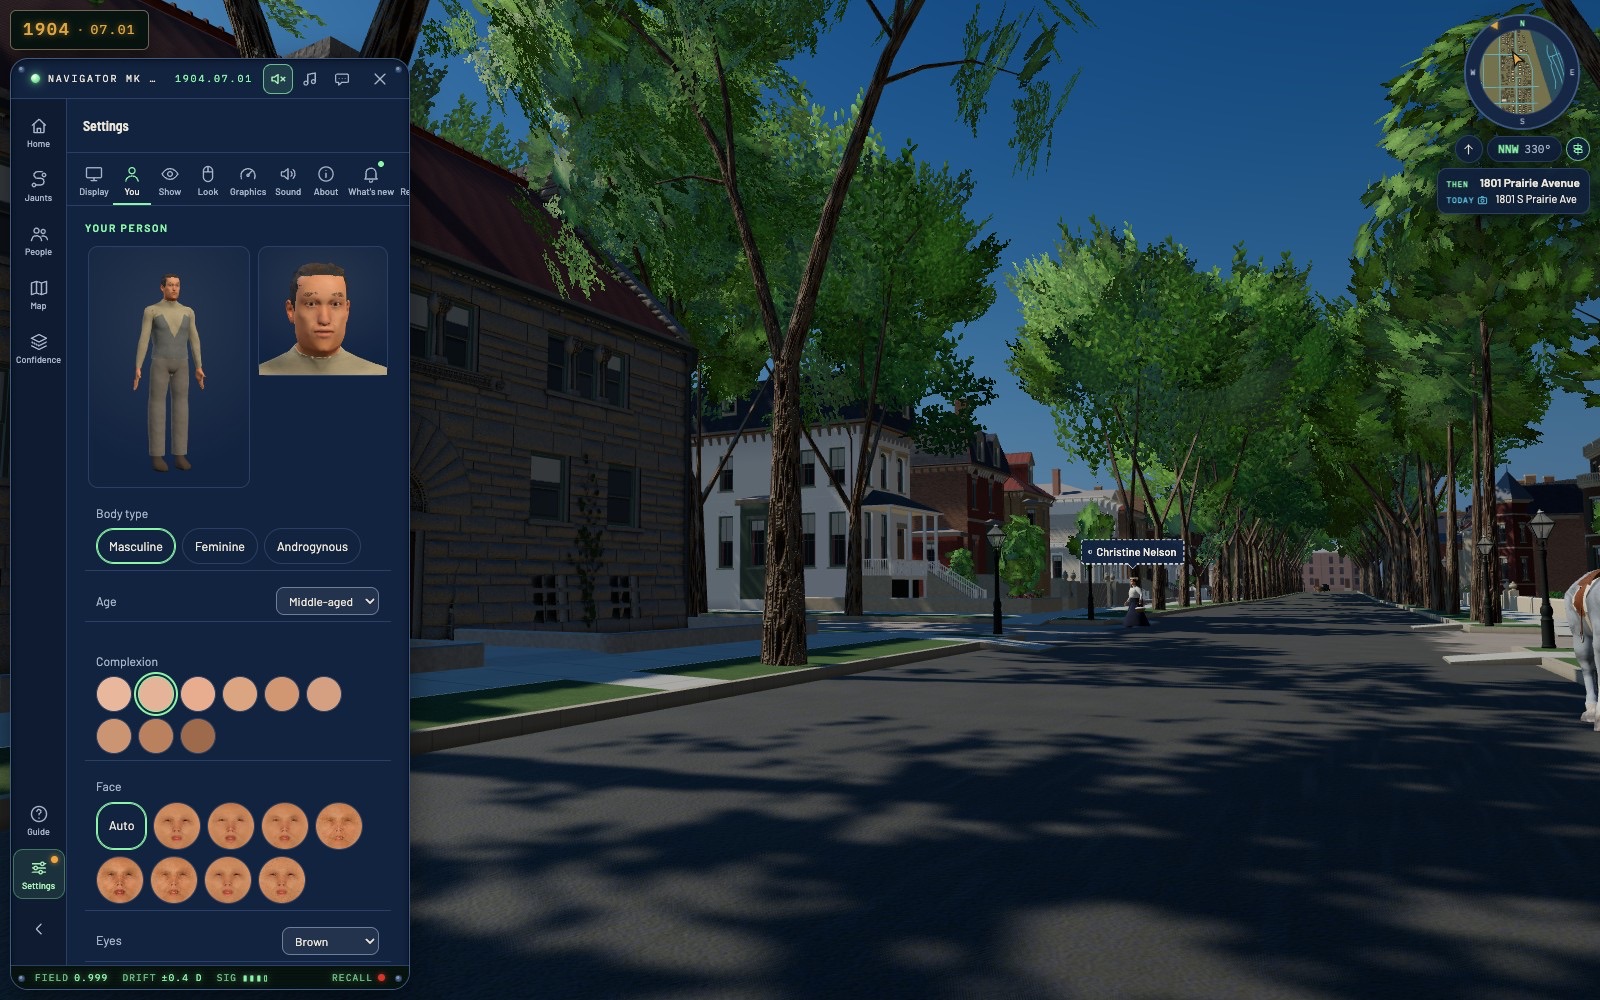 1904 · 07.01
NAVIGATOR MK …
1904.07.01
Settings
Home
Jaunts
People
Map
Confidence
Guide
Settings
Display
You
Show
Look
Graphics
Sound
About
What's new
Re
YOUR PERSON
Body type
Masculine
Feminine
Androgynous
Age
Middle-aged
Complexion
Face
Auto
Eyes
Brown
FIELD 0.999 DRIFT ±0.4 D SIG
RECALL
Christine Nelson
N
W
E
S
NNW 330°
THEN 1801 Prairie Avenue
TODAY 1801 S Prairie Ave